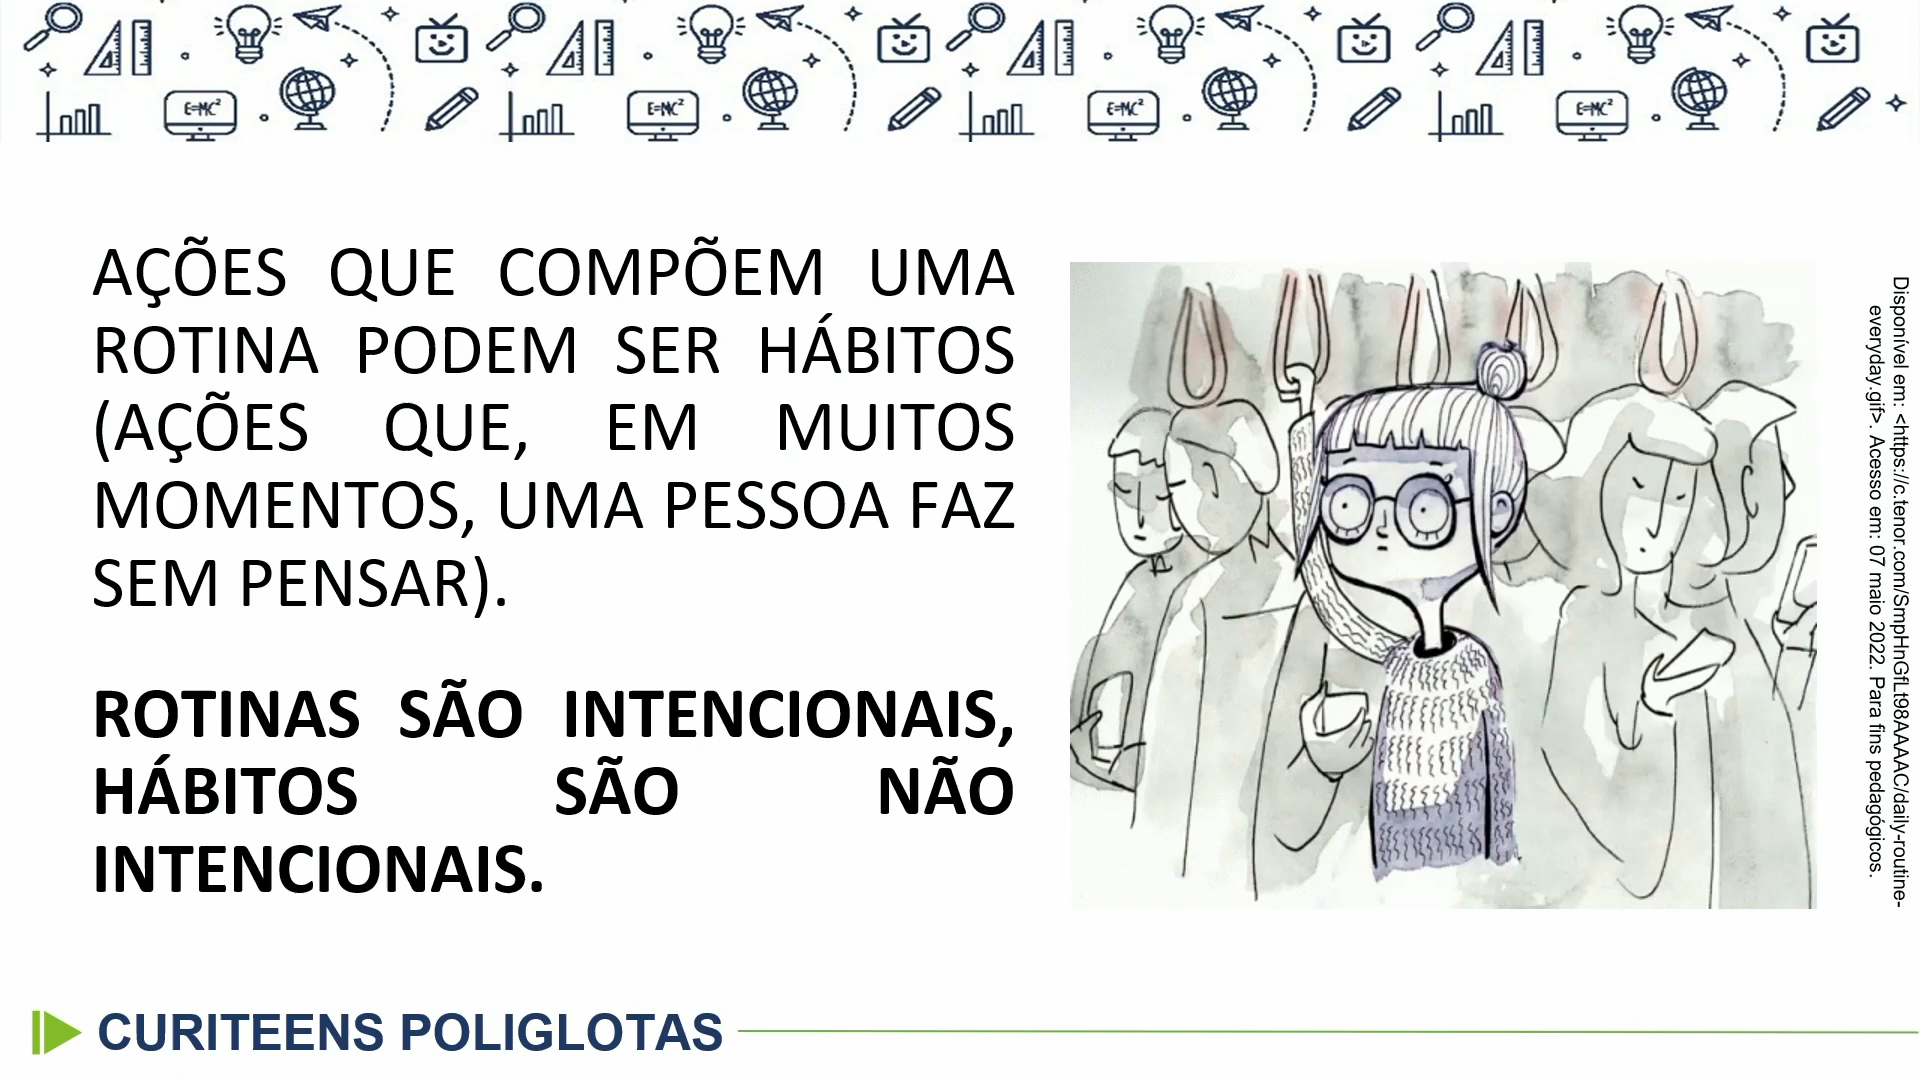 E=MC²
E=MC²
E=MC²
E=MC²
AÇÕES QUE COMPÕEM UMA
ROTINA PODEM SER HÁBITOS
(AÇÕES QUE, EM MUITOS
MOMENTOS, UMA PESSOA FAZ
SEM PENSAR).
ROTINAS SÃO INTENCIONAIS,
HÁBITOS SÃO NÃO
INTENCIONAIS.
Disponível em: <https://c.tenor.com/SmpHnGfLt98AAAAC/daily-routine-
everyday.gif>. Acesso em: 07 maio 2022. Para fins pedagógicos.
CURITEENS POLIGLOTAS